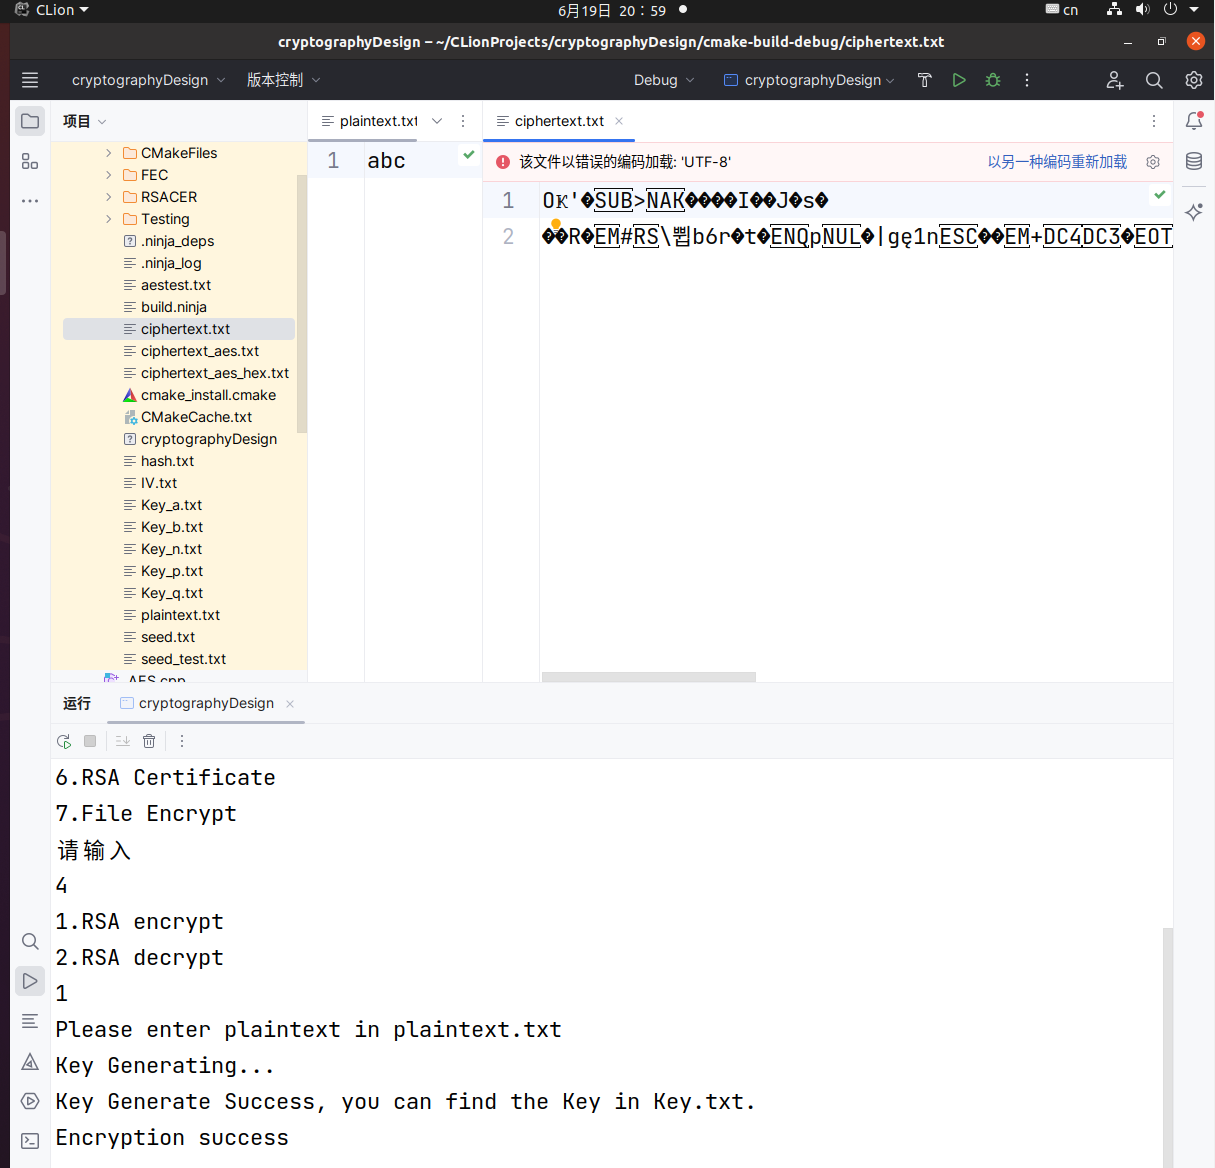 CLion
6月19日 20：59
cn
cryptographyDesign – ~/CLionProjects/cryptographyDesign/cmake-build-debug/ciphertext.txt
cryptographyDesign
版本控制
Debug
cryptographyDesign
项目
CMakeFiles
FEC
RSACER
Testing
.ninja_deps
.ninja_log
aestest.txt
build.ninja
ciphertext.txt
ciphertext_aes.txt
ciphertext_aes_hex.txt
cmake_install.cmake
CMakeCache.txt
cryptographyDesign
hash.txt
IV.txt
Key_a.txt
Key_b.txt
Key_n.txt
Key_p.txt
Key_q.txt
plaintext.txt
seed.txt
seed_test.txt
AES.cpp
plaintext.txt
1 abc
ciphertext.txt
该文件以错误的编码加载: 'UTF-8'
以另一种编码重新加载
1 OԞ'�SUB>NAK����I��J�s�
2 ��R�EM#RS\쀱b6r�t�ENQpNUL�|gę1nESC��EM+DC4DC3�EOT
运行
cryptographyDesign
6.RSA Certificate
7.File Encrypt
请输入
4
1.RSA encrypt
2.RSA decrypt
1
Please enter plaintext in plaintext.txt
Key Generating...
Key Generate Success, you can find the Key in Key.txt.
Encryption success